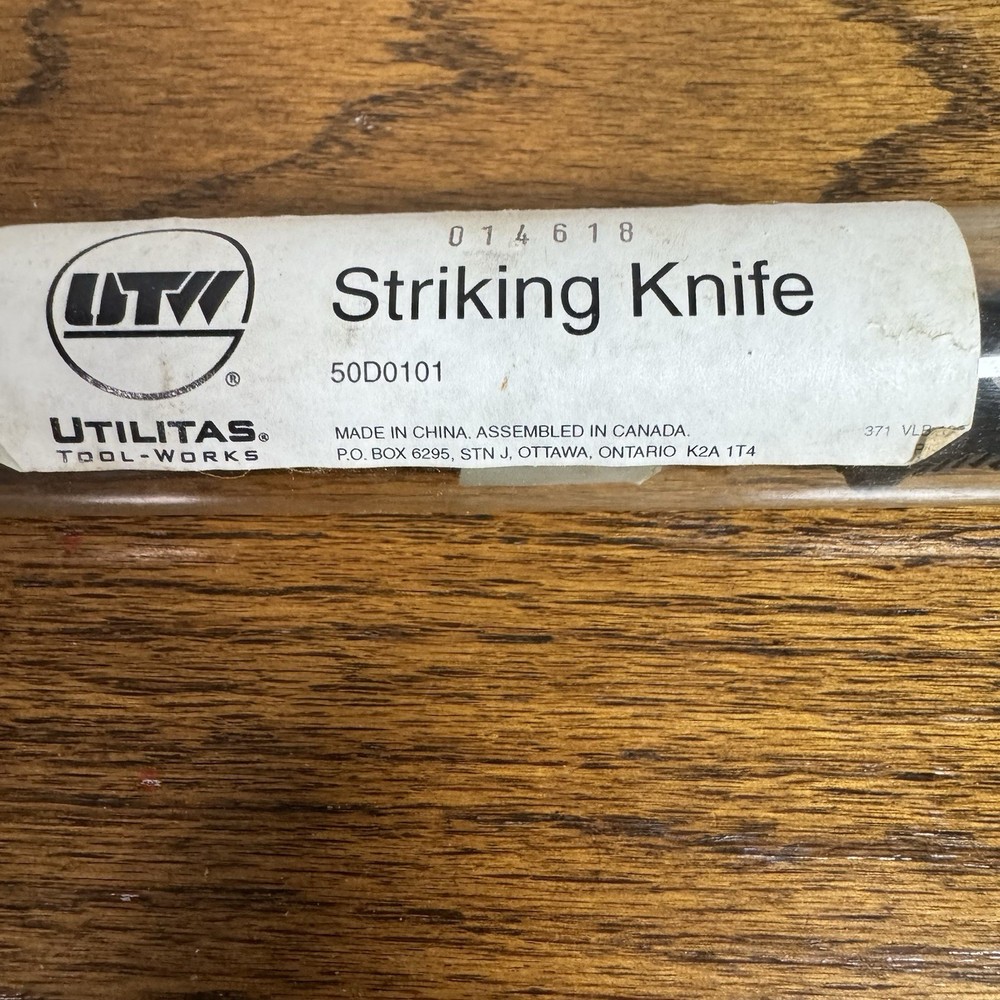 014618
UTW
®
Striking Knife
50D0101
UTILITAS®
TOOL-WORKS
MADE IN CHINA. ASSEMBLED IN CANADA.
P.O. BOX 6295, STN J, OTTAWA, ONTARIO K2A 1T4
371